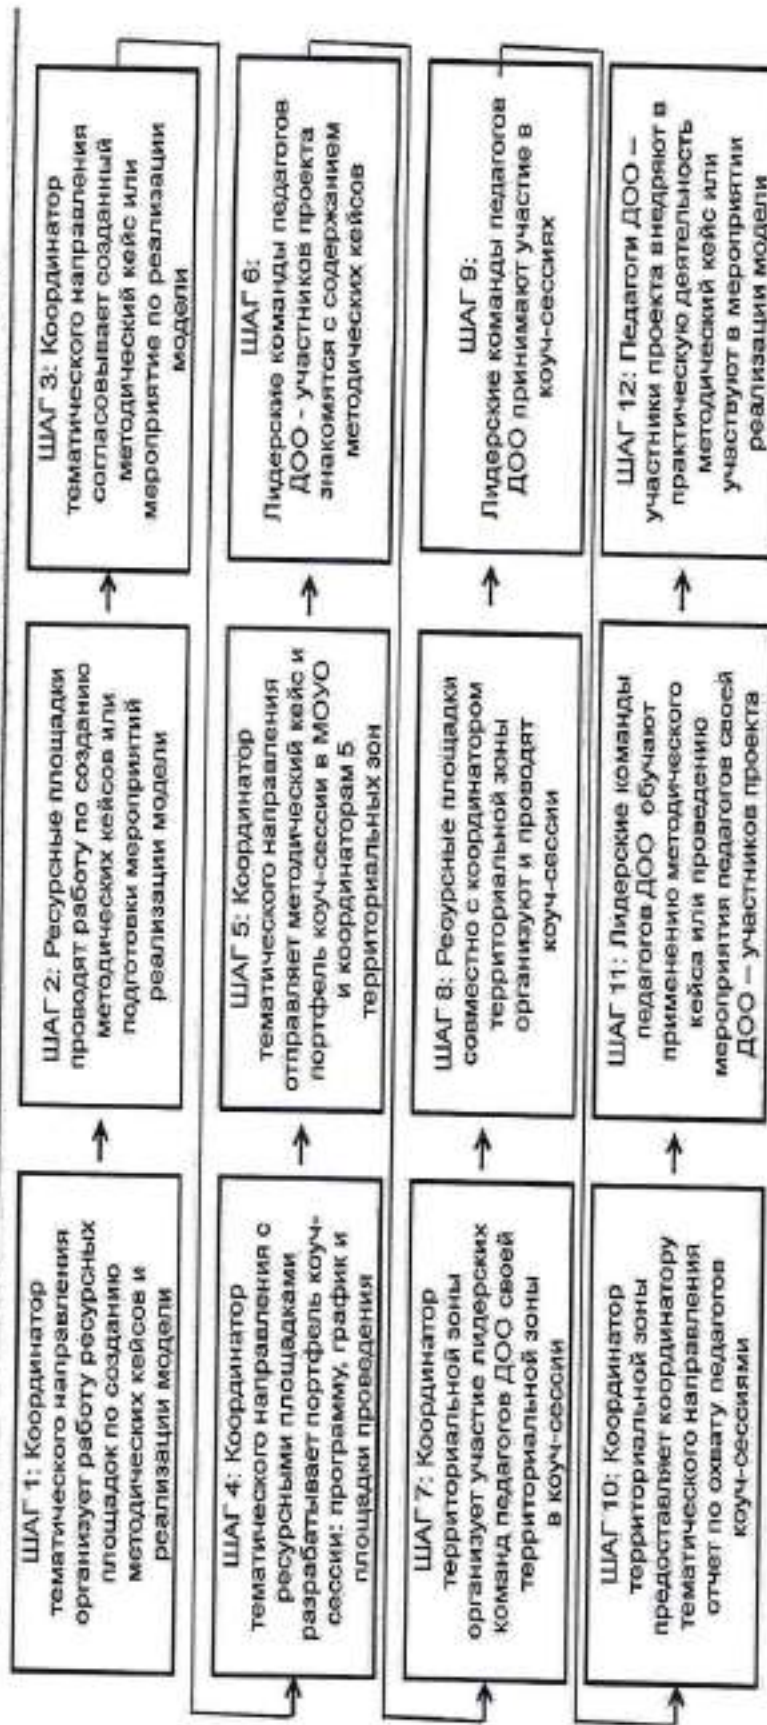 ШАГ 1: Координатор
тематического направления
организует работу ресурсных
площадок по созданию
методических кейсов и
реализации модели
ШАГ 2: Ресурсные площадки
проводят работу по созданию
методических кейсов или
подготовки мероприятий
реализации модели
ШАГ 3: Координатор
тематического направления
согласовывает созданный
методический кейс или
мероприятие по реализации
модели
ШАГ 4: Координатор
тематического направления с
ресурсными площадками
разрабатывает портфель коуч-
сессии: программу, график и
площадки проведения
ШАГ 5: Координатор
тематического направления
отправляет методический кейс и
портфель коуч-сессии в МОУО
и координаторам 5
территориальных зон
ШАГ 6:
Лидерские команды педагогов
ДОО - участников проекта
знакомятся с содержанием
методических кейсов
ШАГ 7: Координатор
территориальной зоны
организует участие лидерских
команд педагогов ДОО своей
территориальной зоны
в коуч-сессии
ШАГ 8: Ресурсные площадки
совместно с координатором
территориальной зоны
организуют и проводят
коуч-сессии
ШАГ 9:
Лидерские команды педагогов
ДОО принимают участие в
коуч-сессиях
ШАГ 10: Координатор
территориальной зоны
предоставляет координатору
тематического направления
отчет по охвату педагогов
коуч-сессиями
ШАГ 11: Лидерские команды
педагогов ДОО обучают
применению методического
кейса или проведению
мероприятия педагогов своей
ДОО – участников проекта
ШАГ 12: Педагоги ДОО –
участники проекта внедряют в
практическую деятельность
методический кейс или
участвуют в мероприятии
реализации модели